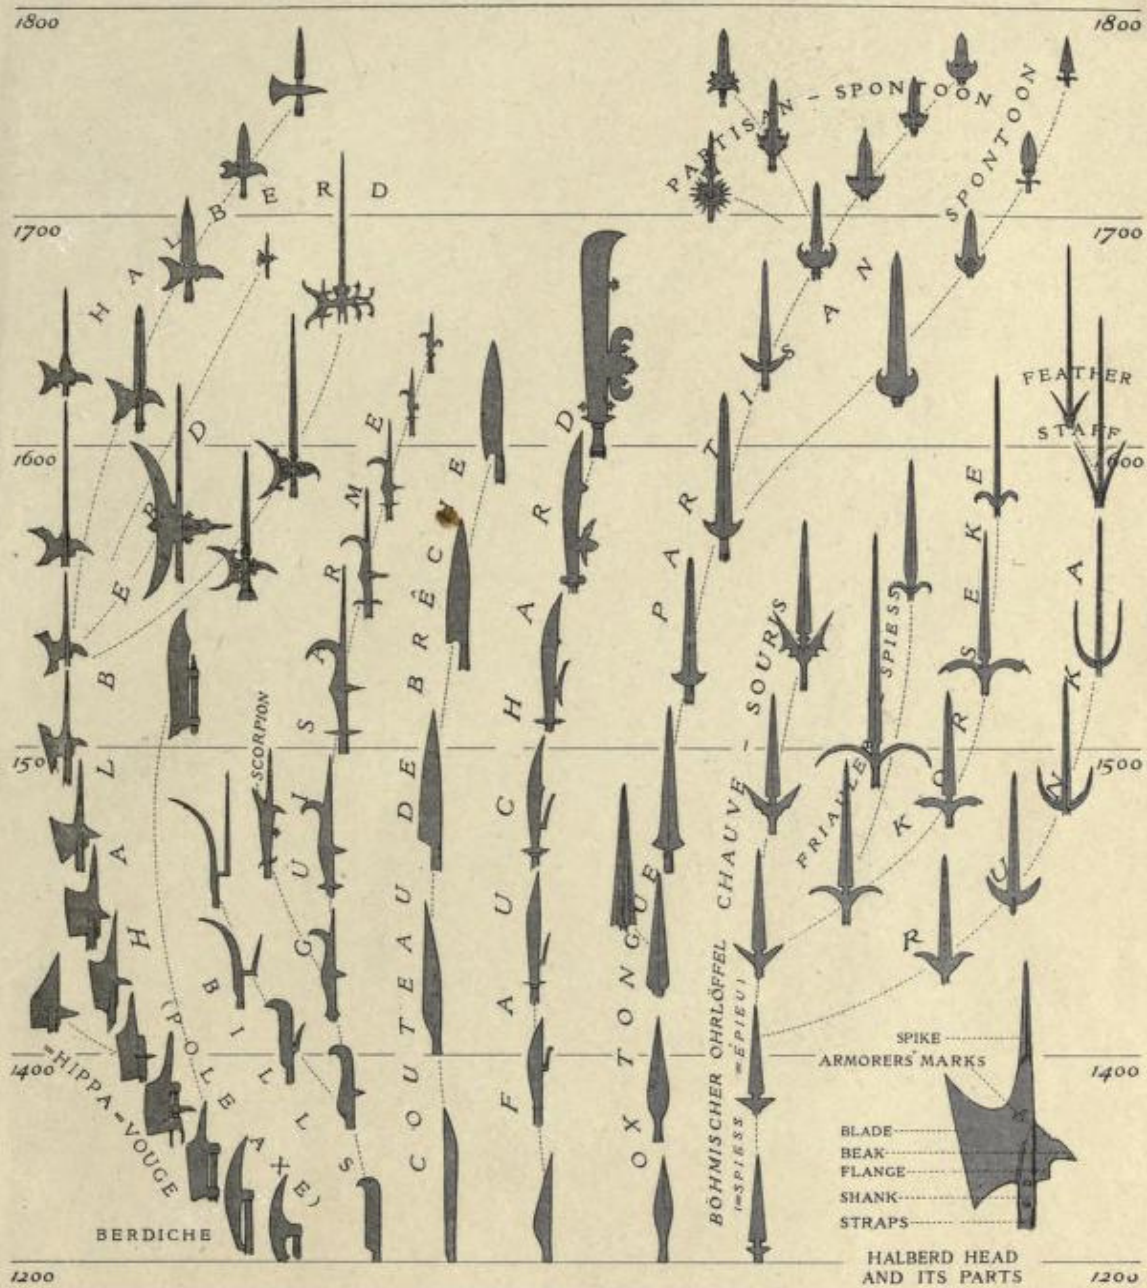 1800 1800
PARTISAN – SPONTOON
SPONTOON
HALBERD
1700 1700
PARTISAN
FEATHER
STAFF
1600 1600
HALBERD
GUISARME
COUTEAU DE BRÊCHE
FAUCHARD
SCORPION
CHAUVE – SOURIS
FRIAULER SPIESS
KORSEKE
RUNKA
1500 1500
OX TONGUE
BÖHMISCHER OHRLÖFFEL
(=SPIESS =ÉPIEU)
BILLS
(POLE AXE)
=HIPPA=VOUGE
1400 1400
BERDICHE
SPIKE
ARMORERS' MARKS
BLADE
BEAK
FLANGE
SHANK
STRAPS
HALBERD HEAD
AND ITS PARTS
1200 1200